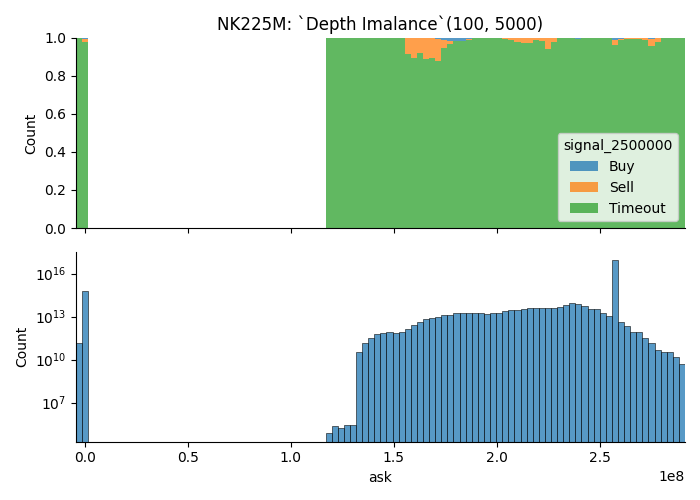 NK225M: `Depth Imalance`(100, 5000)
1.0
0.8
0.6
0.4
0.2
0.0
Count
signal_2500000
Buy
Sell
Timeout
10^16
10^13
10^10
10^7
Count
0.0 0.5 1.0 1.5 2.0 2.5
1e8
ask